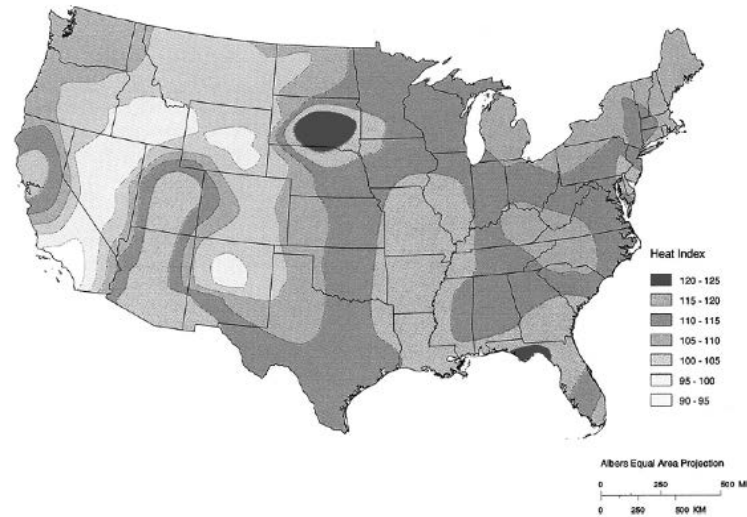 Heat Index
120 - 125
115 - 120
110 - 115
105 - 110
100 - 105
95 - 100
90 - 95
Albers Equal Area Projection
0 250 500 MI
0 250 500 KM